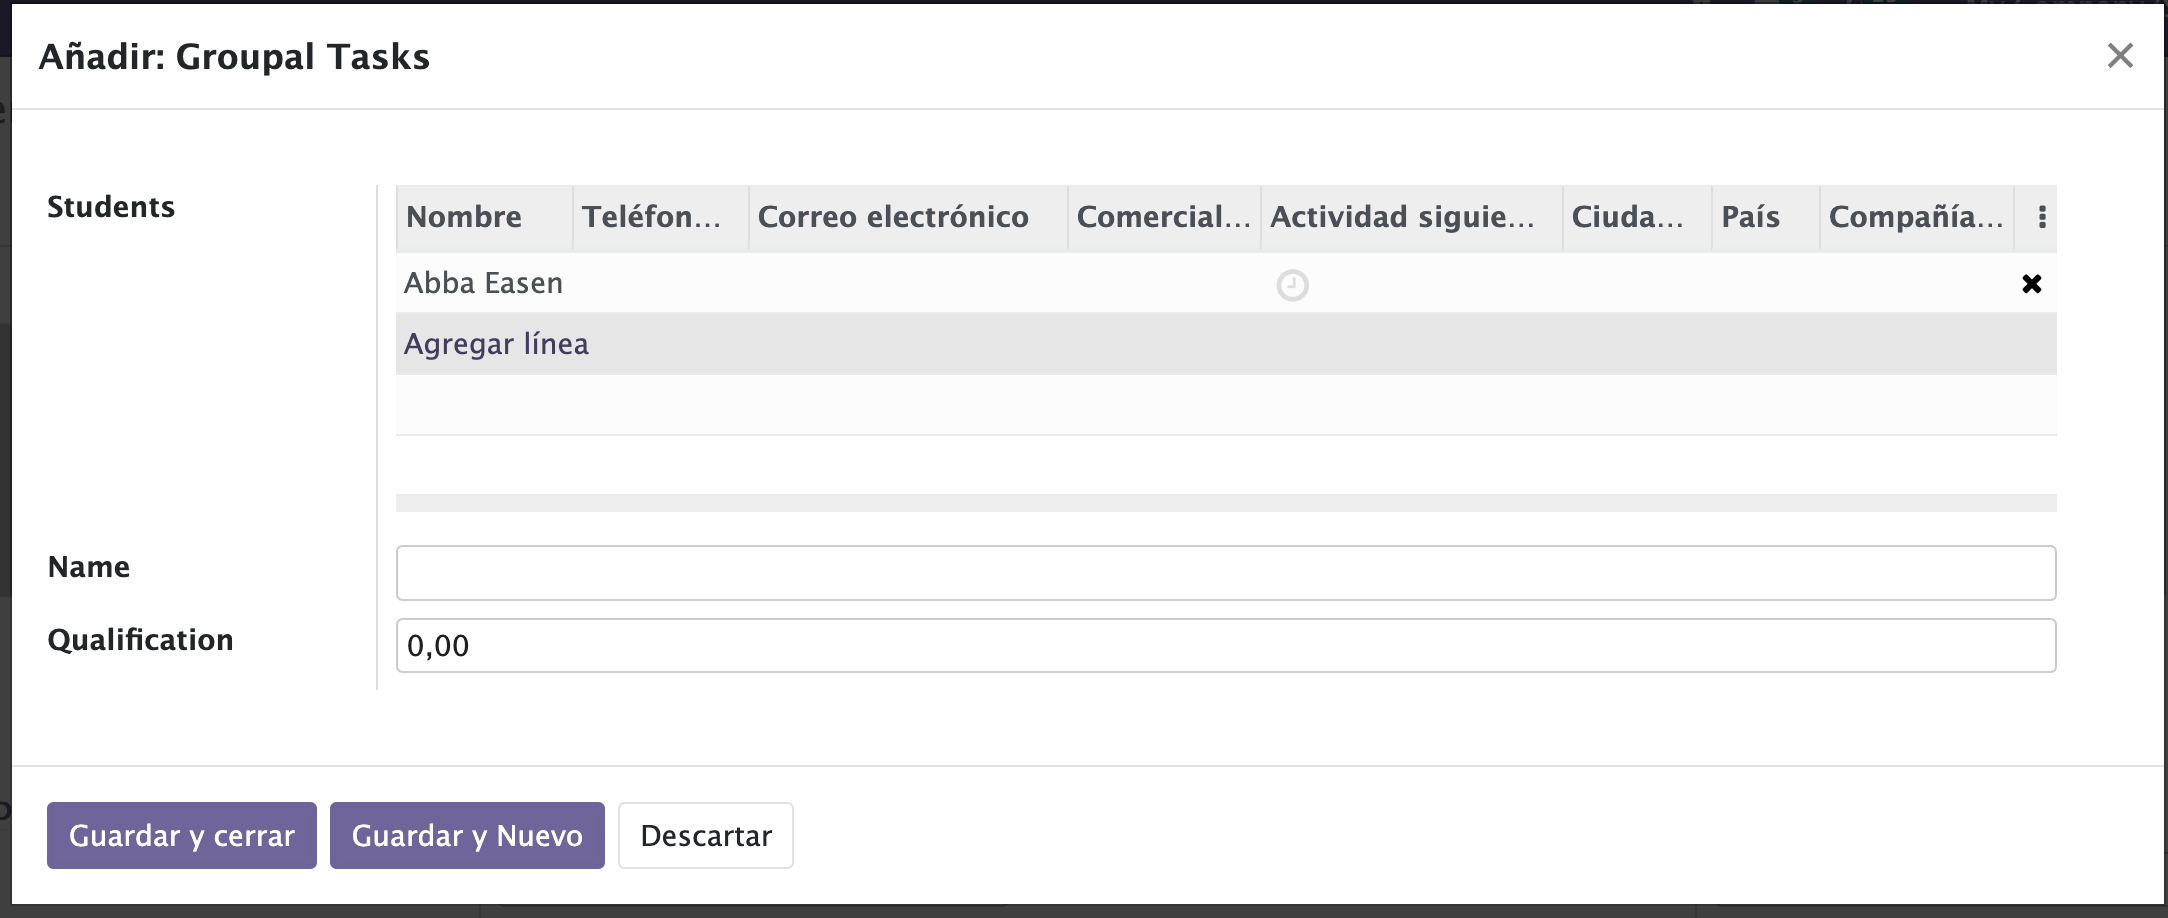 Añadir: Groupal Tasks
Students
Nombre Teléfon... Correo electrónico Comercial... Actividad siguie... Ciuda... País Compañía...
Abba Easen
Agregar línea
Name
Qualification 0,00
Guardar y cerrar Guardar y Nuevo Descartar